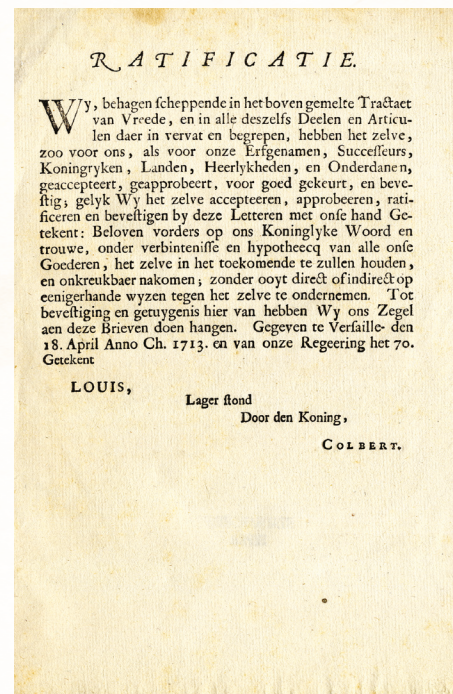 RATIFICATIE.
Wy, behagen ſcheppende in het boven gemelte Tractaet
van Vreede, en in alle deszelfs Deelen en Articu-
len daer in vervat en begrepen, hebben het zelve,
zoo voor ons, als voor onze Erfgenamen, Succeſſeurs,
Koningryken, Landen, Heerlykheden, en Onderdanen,
geaccepteert, geapprobeert, voor goed gekeurt, en beve-
ſtig; gelyk Wy het zelve accepteeren, approbeeren, rati-
ficeren en beveſtigen by deze Letteren met onſe hand Ge-
tekent: Beloven vorders op ons Koninglyke Woord en
trouwe, onder verbinteniſſe en hypotheecq van alle onſe
Goederen, het zelve in het toekomende te zullen houden,
en onkreukbaer nakomen; zonder ooyt direct of indirect op
eenigerhande wyzen tegen het zelve te ondernemen. Tot
beveſtiging en getuygenis hier van hebben Wy ons Zegel
aen deze Brieven doen hangen. Gegeven te Verſaille- den
18. April Anno Ch. 1713. en van onze Regeering het 70.
Getekent
LOUIS,
Lager ſtond
Door den Koning,
COLBERT.